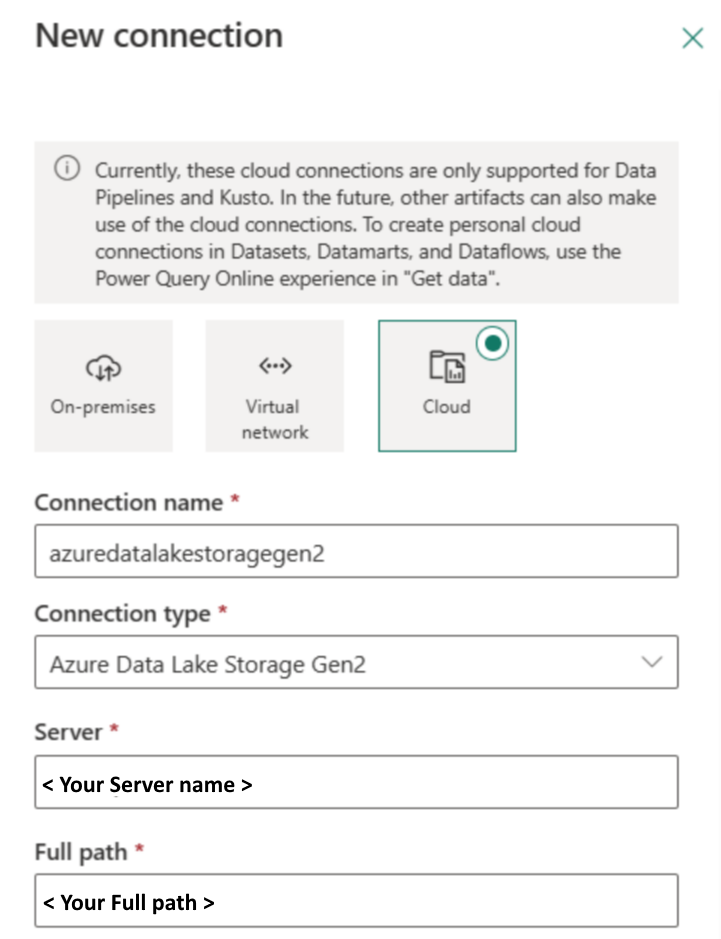 New connection
Currently, these cloud connections are only supported for Data
Pipelines and Kusto. In the future, other artifacts can also make
use of the cloud connections. To create personal cloud
connections in Datasets, Datamarts, and Dataflows, use the
Power Query Online experience in "Get data".
On-premises
Virtual
network
Cloud
Connection name *
azuredatalakestoragegen2
Connection type *
Azure Data Lake Storage Gen2
Server *
< Your Server name >
Full path *
< Your Full path >